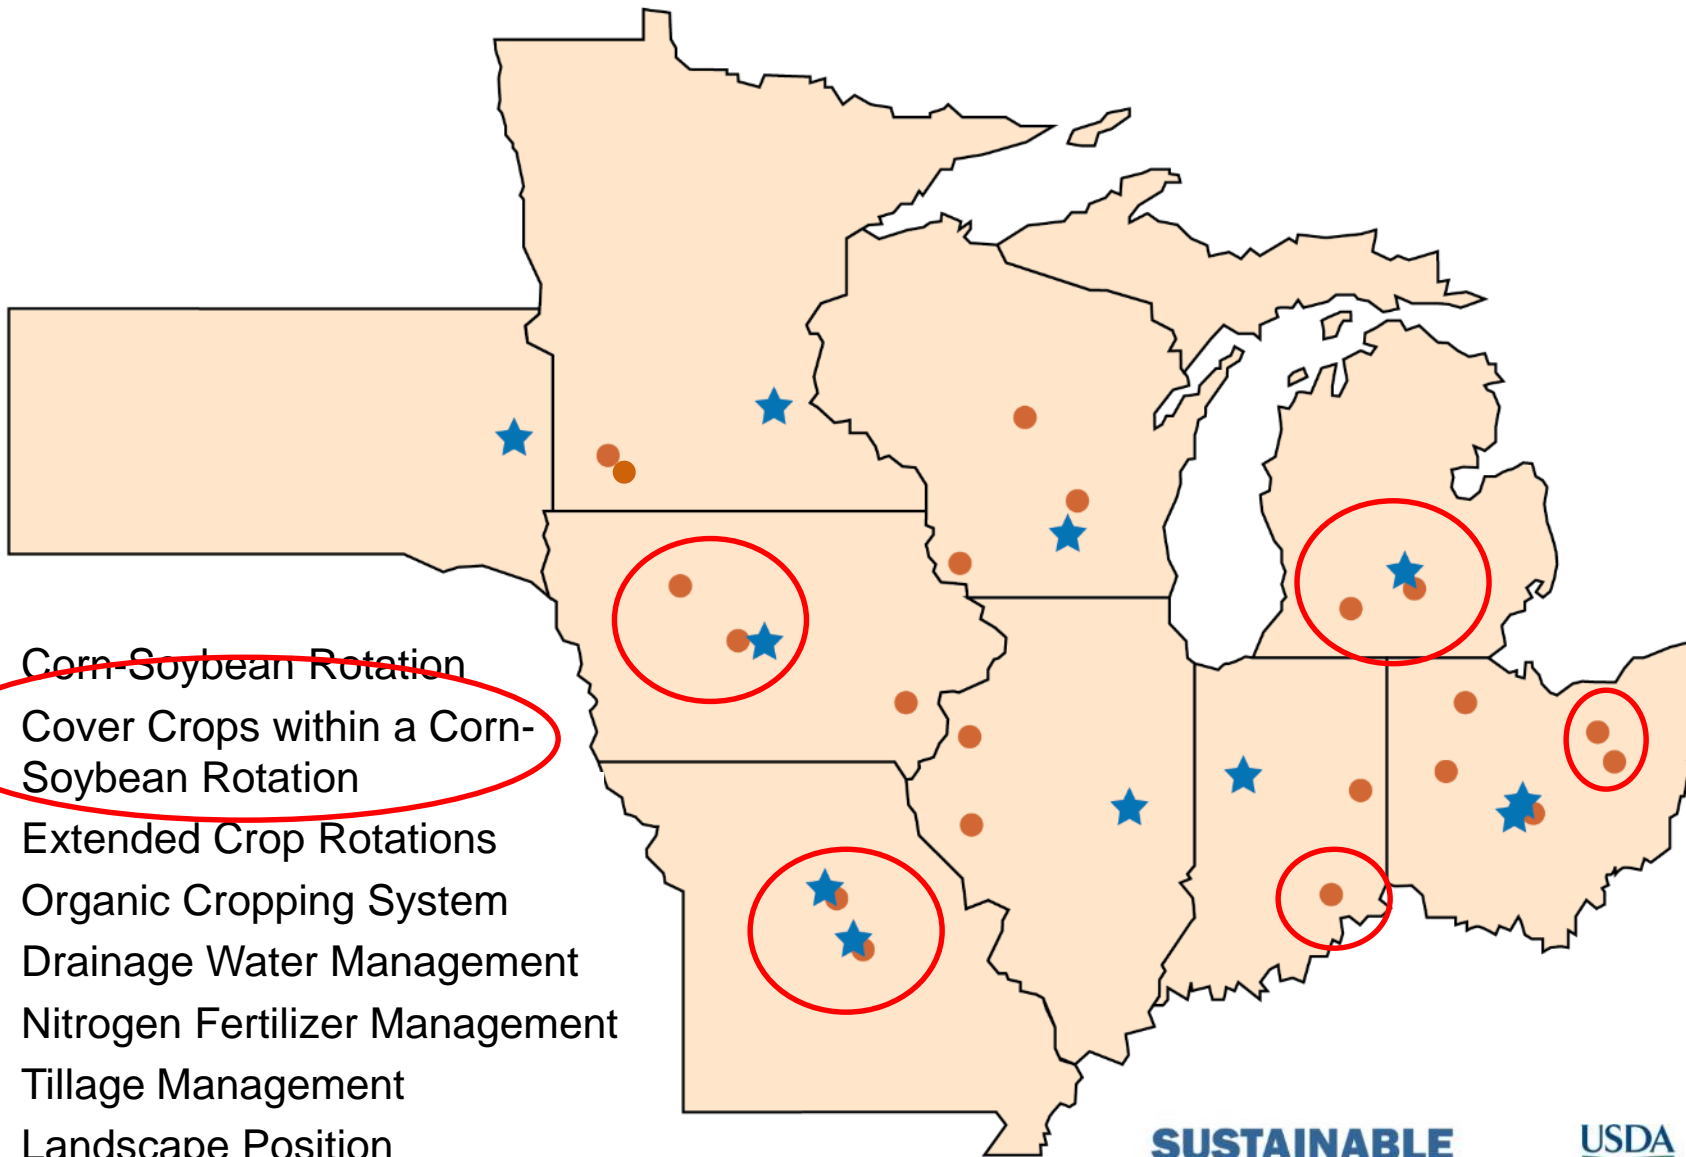 Corn-Soybean Rotation
Cover Crops within a Corn-
Soybean Rotation
Extended Crop Rotations
Organic Cropping System
Drainage Water Management
Nitrogen Fertilizer Management
Tillage Management
Landscape Position
SUSTAINABLE
USDA